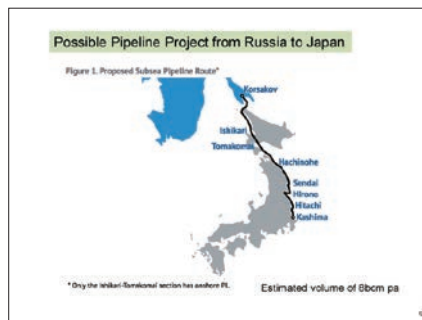 Possible Pipeline Project from Russia to Japan
Figure 1. Proposed Subsea Pipeline Route*
Korsakov
Ishikari
Tomakomai
Hachinohe
Sendai
Hirono
Hitachi
Kashima
* Only the Ishikari-Tomakomai section has onshore PL.
Estimated volume of 8bcm pa